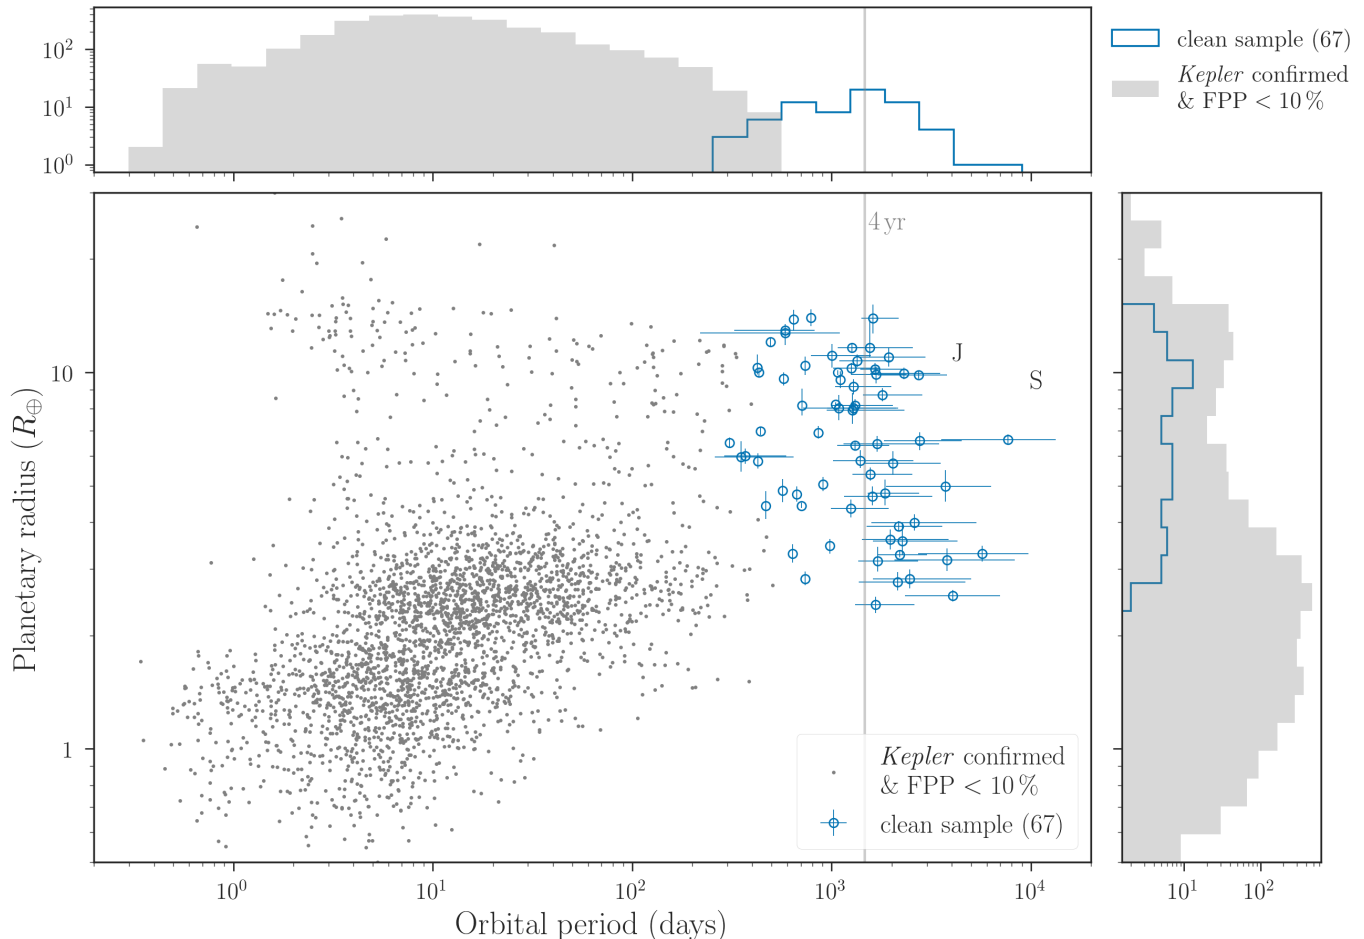 10²
10¹
10⁰
clean sample (67)
Kepler confirmed
& FPP < 10 %
4 yr
J
S
10
1
Planetary radius (R⊕)
Kepler confirmed
& FPP < 10 %
clean sample (67)
10⁰
10¹
10²
10³
10⁴
Orbital period (days)
10¹
10²